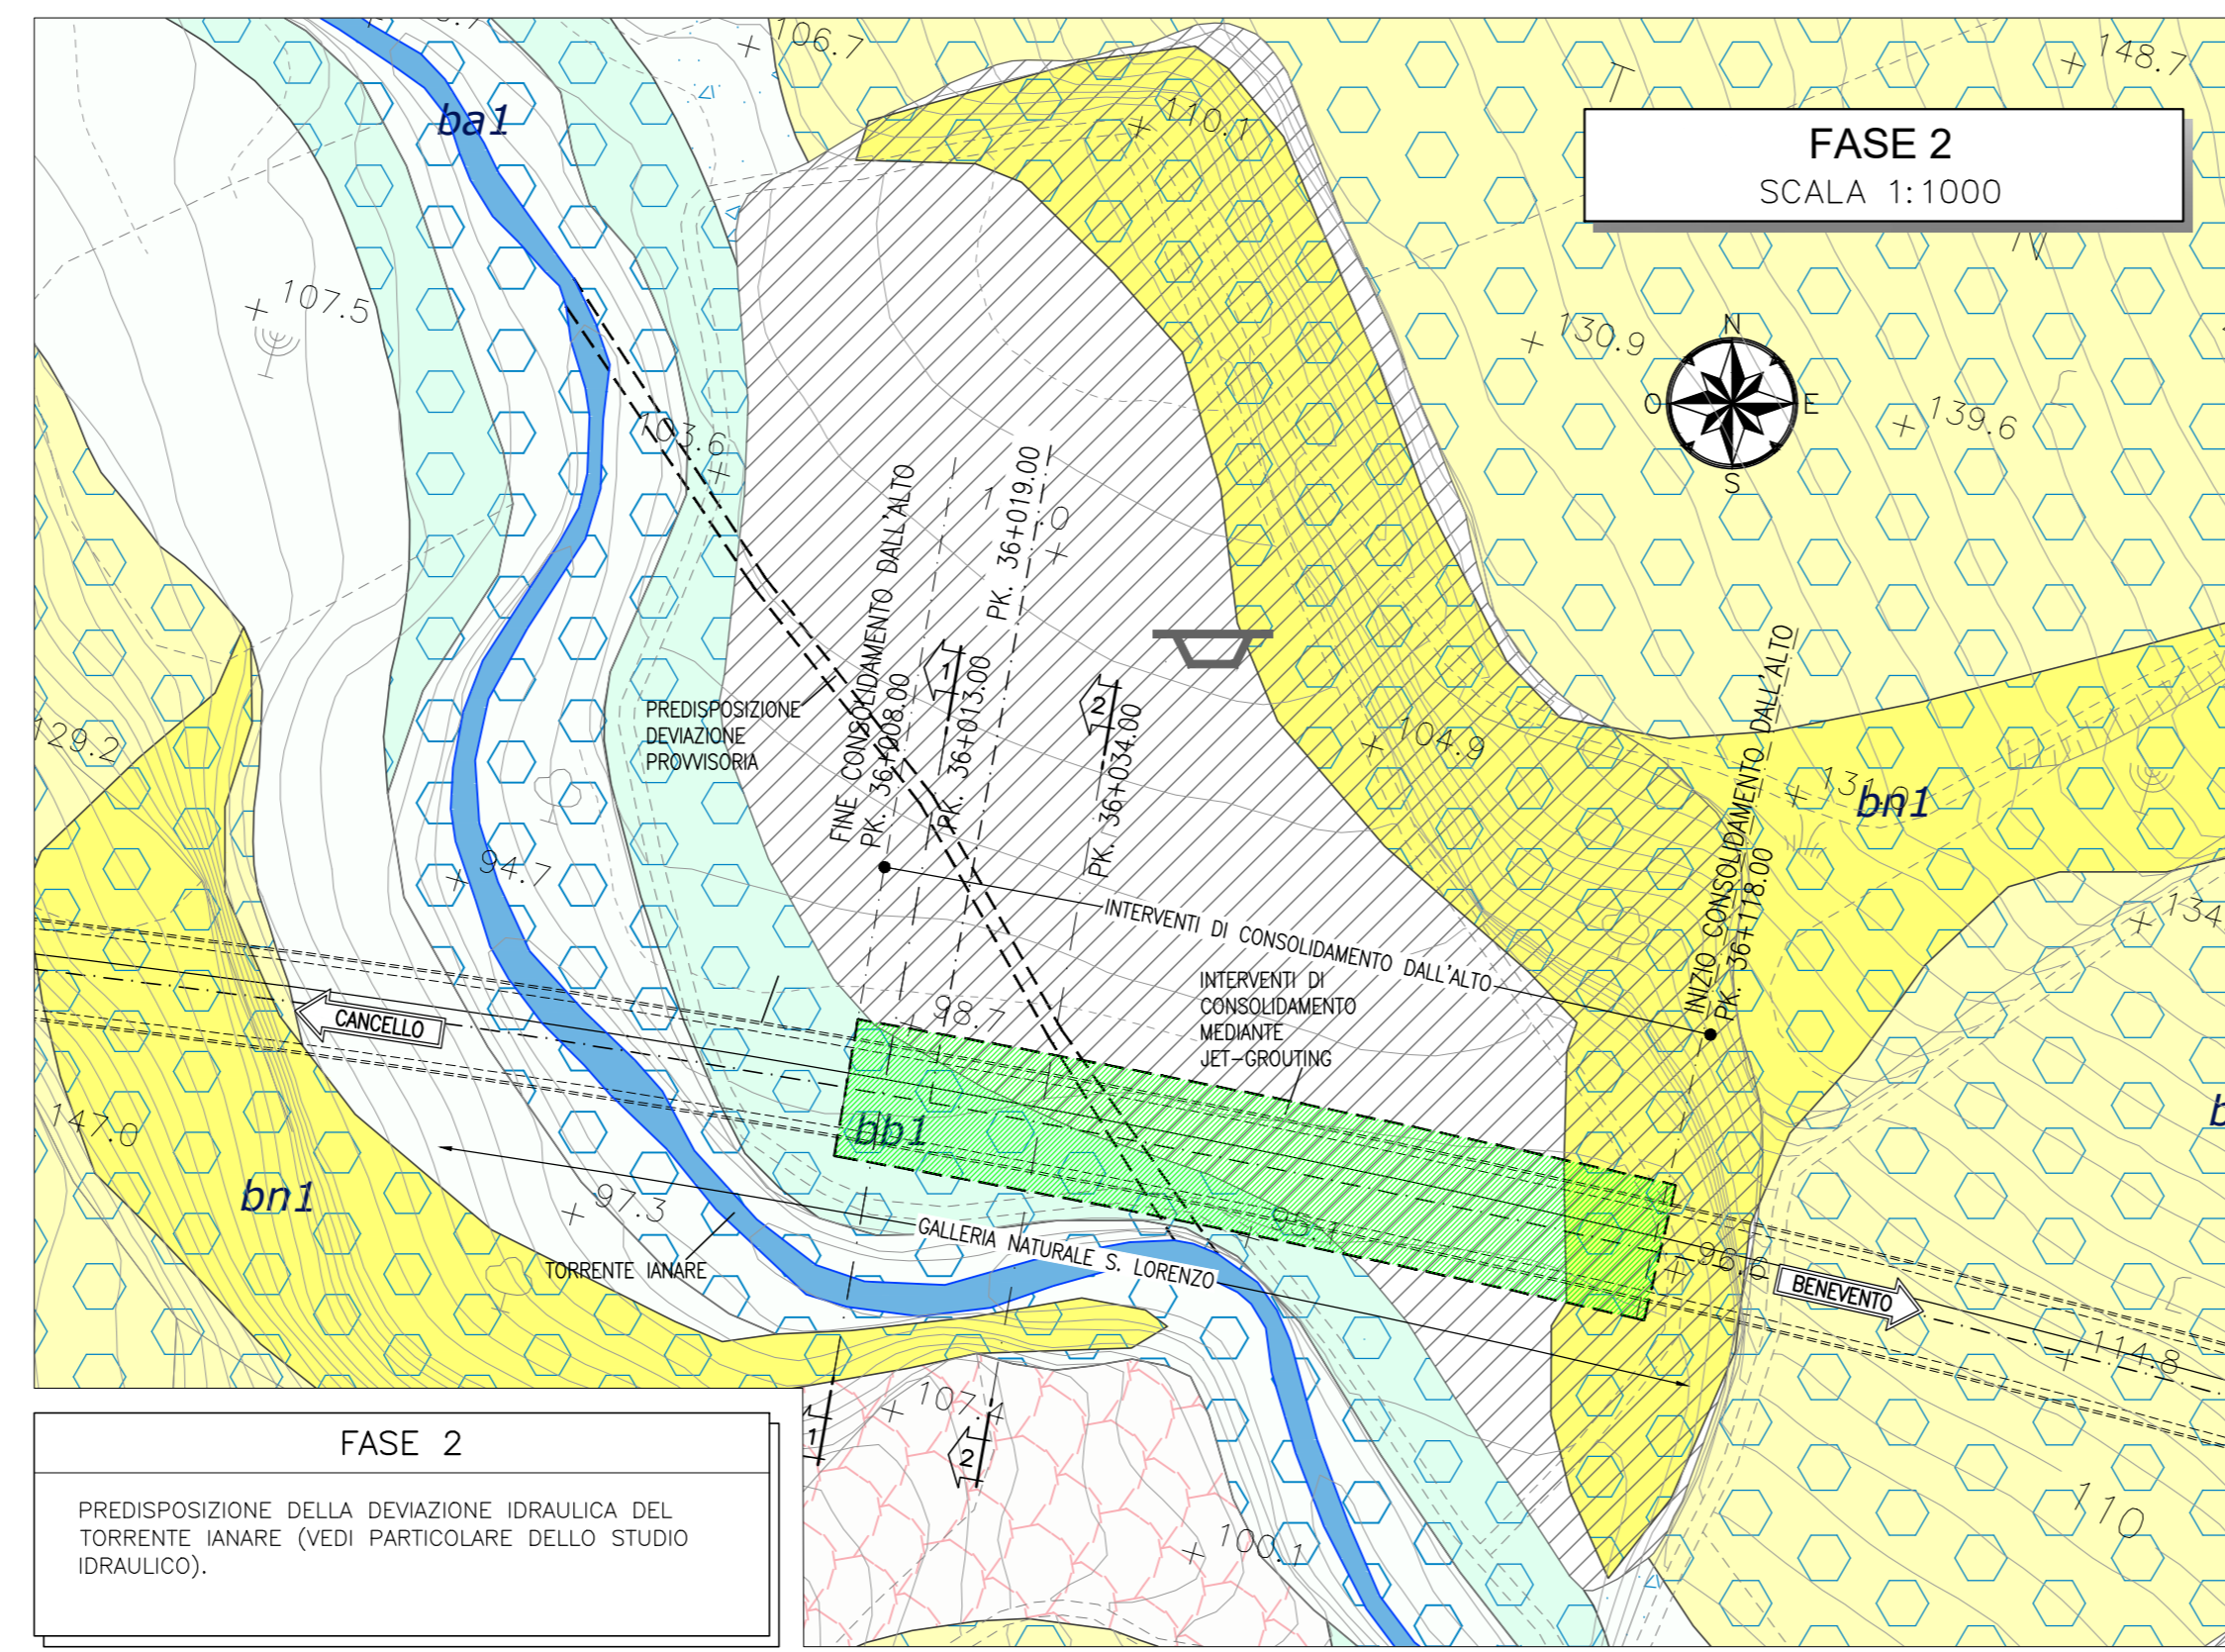 106.7
148.7
ba1
110.1
T
FASE 2
SCALA 1:1000
N
107.5
130.9
N
O
E
S
139.6
103.6
FINE CONSOLIDAMENTO DALL'ALTO
PK. 36+008.00
PK. 36+019.00
1
PK. 36+013.00
2
PK. 36+034.00
PREDISPOSIZIONE
DEVIAZIONE
PROVVISORIA
129.2
104.9
INIZIO CONSOLIDAMENTO DALL'ALTO
PK. 36+118.00
bn1
94.7
134
INTERVENTI DI CONSOLIDAMENTO DALL'ALTO
INTERVENTI DI
CONSOLIDAMENTO
MEDIANTE
JET-GROUTING
98.7
CANCELLO
147.0
bb1
b
bn1
97.3
TORRENTE IANARE
GALLERIA NATURALE S. LORENZO
BENEVENTO
114.8
107.4
1
2
100.1
110
FASE 2
PREDISPOSIZIONE DELLA DEVIAZIONE IDRAULICA DEL
TORRENTE IANARE (VEDI PARTICOLARE DELLO STUDIO
IDRAULICO).